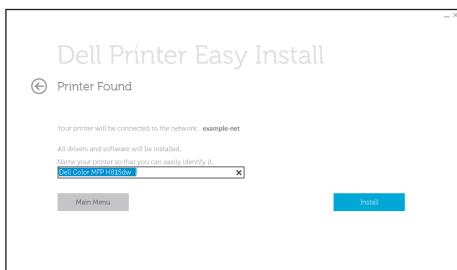 Dell Printer Easy Install
Printer Found
Your printer will be connected to the network: example-net
All drivers and software will be installed.
Name your printer so that you can easily identify it.
Dell Color MFP H815dw
Main Menu
Install